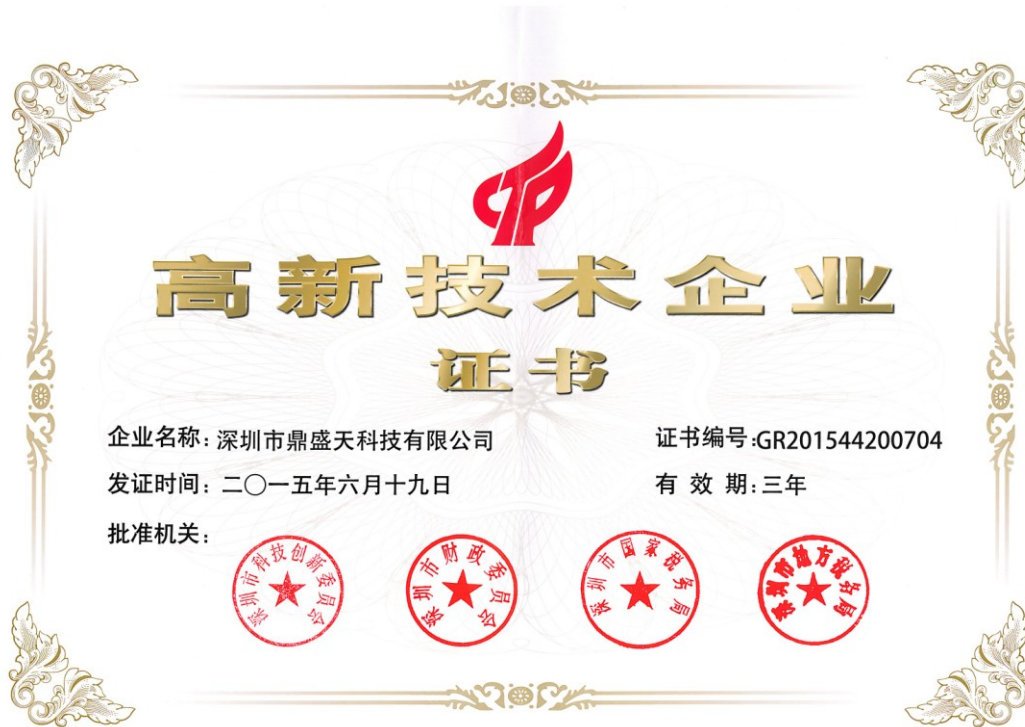 高新技术企业
证书
企业名称：深圳市鼎盛天科技有限公司
证书编号:GR201544200704
发证时间：二〇一五年六月十九日
有 效 期:三年
批准机关：
深圳市科技创新委员会
深圳市财政委员会
深圳市国家税务局
深圳市地方税务局